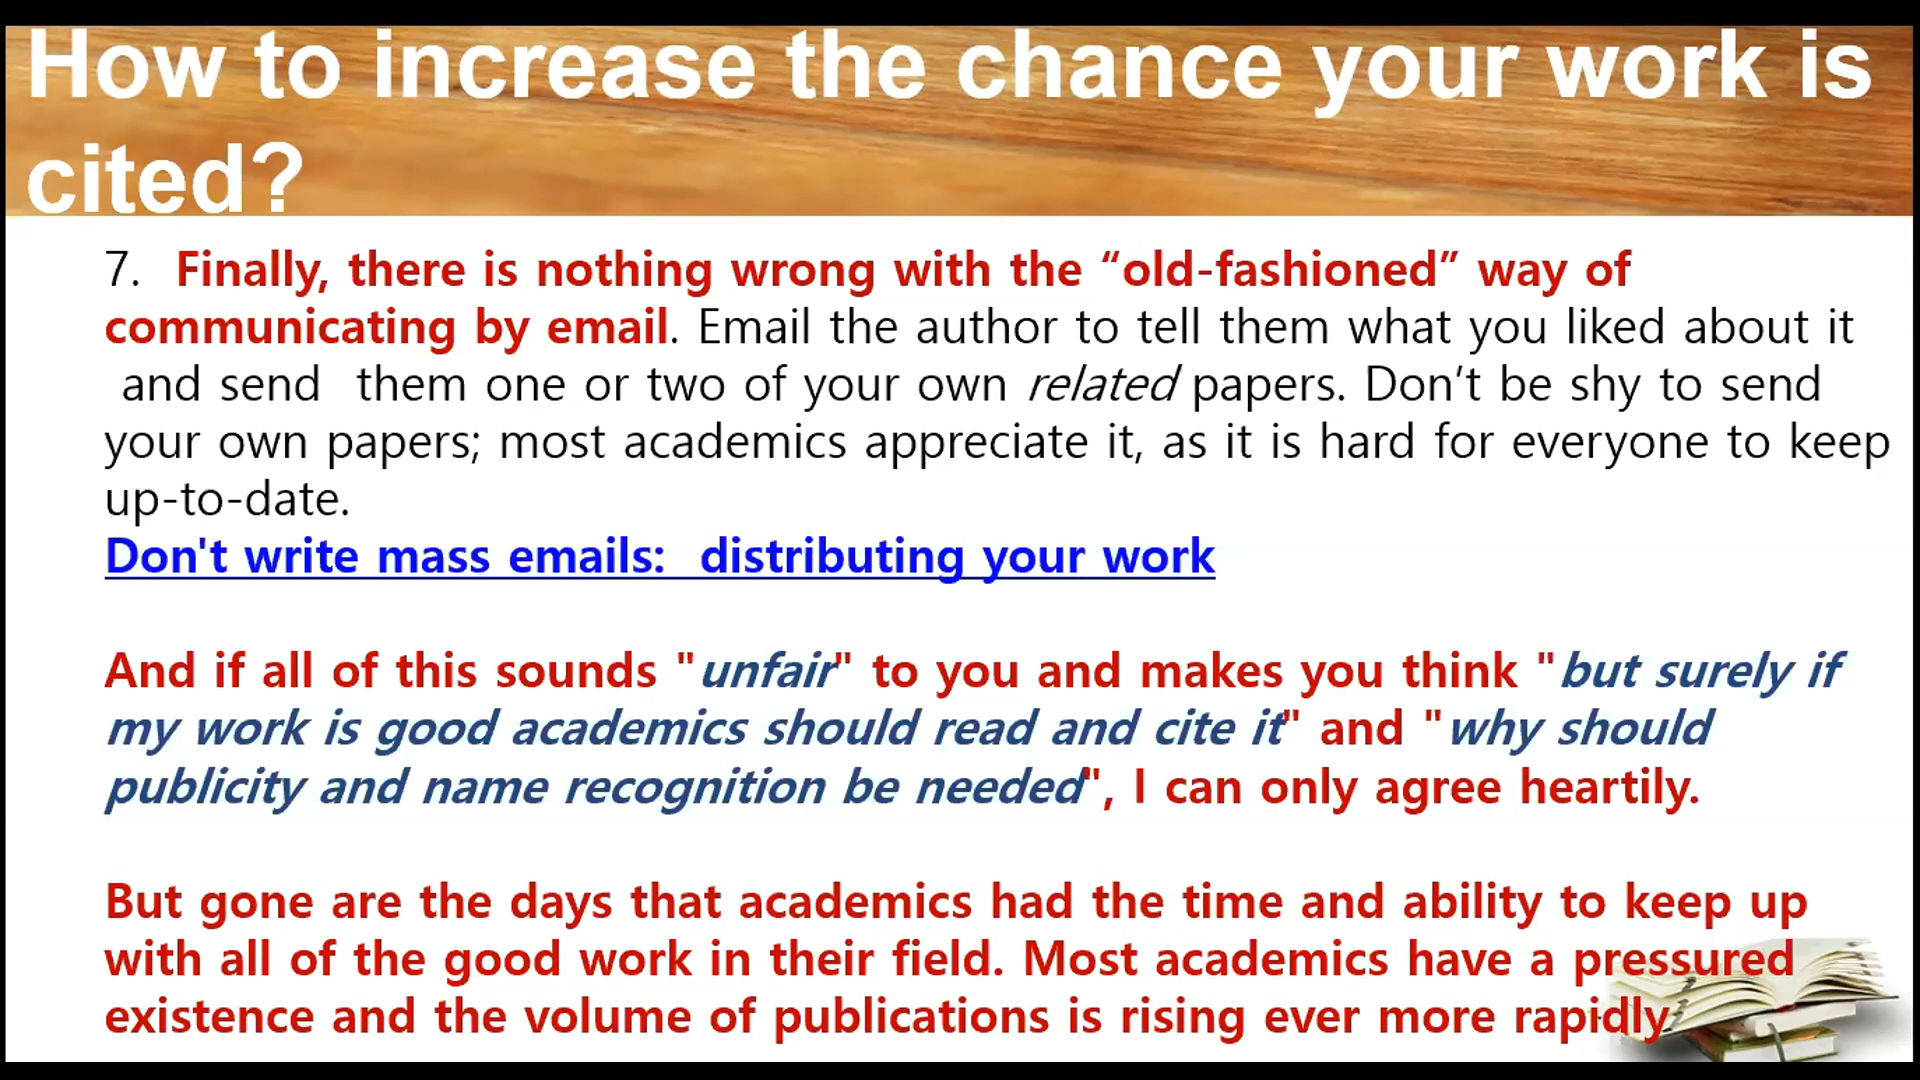 How to increase the chance your work is
cited?
7. Finally, there is nothing wrong with the “old-fashioned” way of
communicating by email. Email the author to tell them what you liked about it
and send them one or two of your own related papers. Don’t be shy to send
your own papers; most academics appreciate it, as it is hard for everyone to keep
up-to-date.
Don't write mass emails: distributing your work
And if all of this sounds "unfair" to you and makes you think "but surely if
my work is good academics should read and cite it" and "why should
publicity and name recognition be needed", I can only agree heartily.
But gone are the days that academics had the time and ability to keep up
with all of the good work in their field. Most academics have a pressured
existence and the volume of publications is rising ever more rapidly